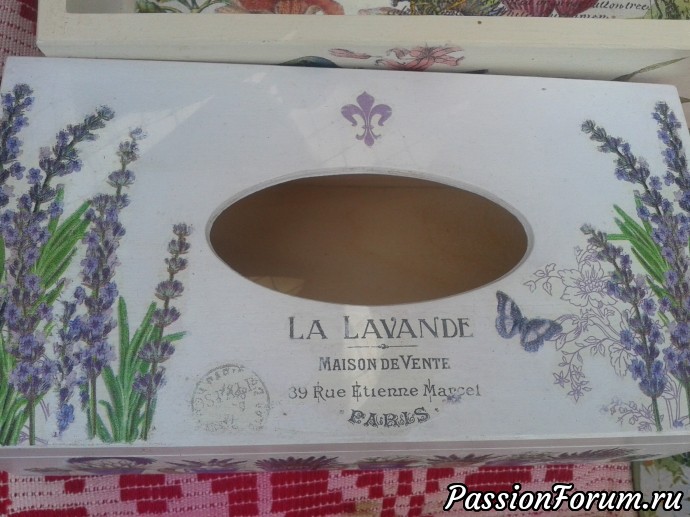 LA LAVANDE
MAISON DE VENTE
39 Rue Etienne Marcel
PARIS
PassionForum.ru